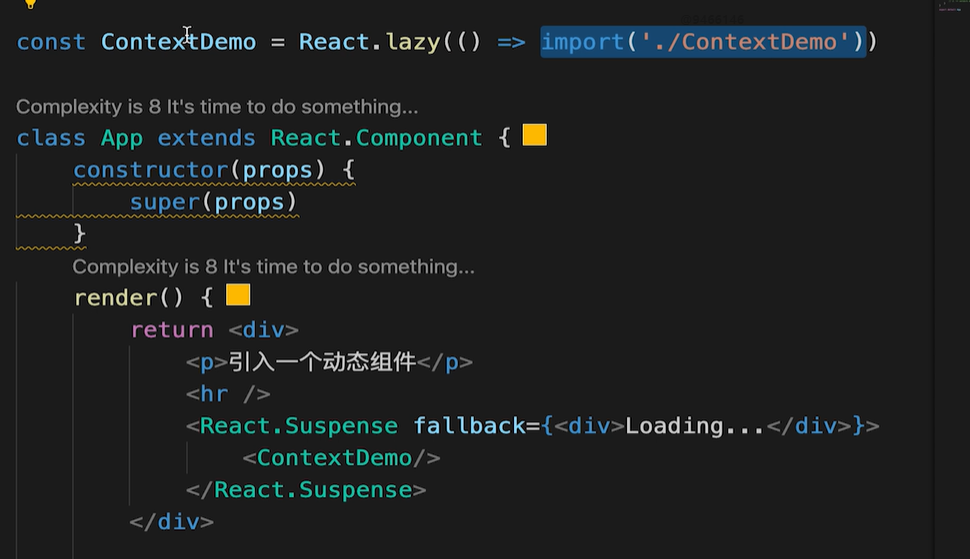 const ContextDemo = React.lazy(() => import('./ContextDemo'))
Complexity is 8 It's time to do something...
class App extends React.Component {
constructor(props) {
super(props)
}
Complexity is 8 It's time to do something...
render() {
return <div>
<p>引入一个动态组件</p>
<hr />
<React.Suspense fallback={<div>Loading...</div>}>
<ContextDemo/>
</React.Suspense>
</div>